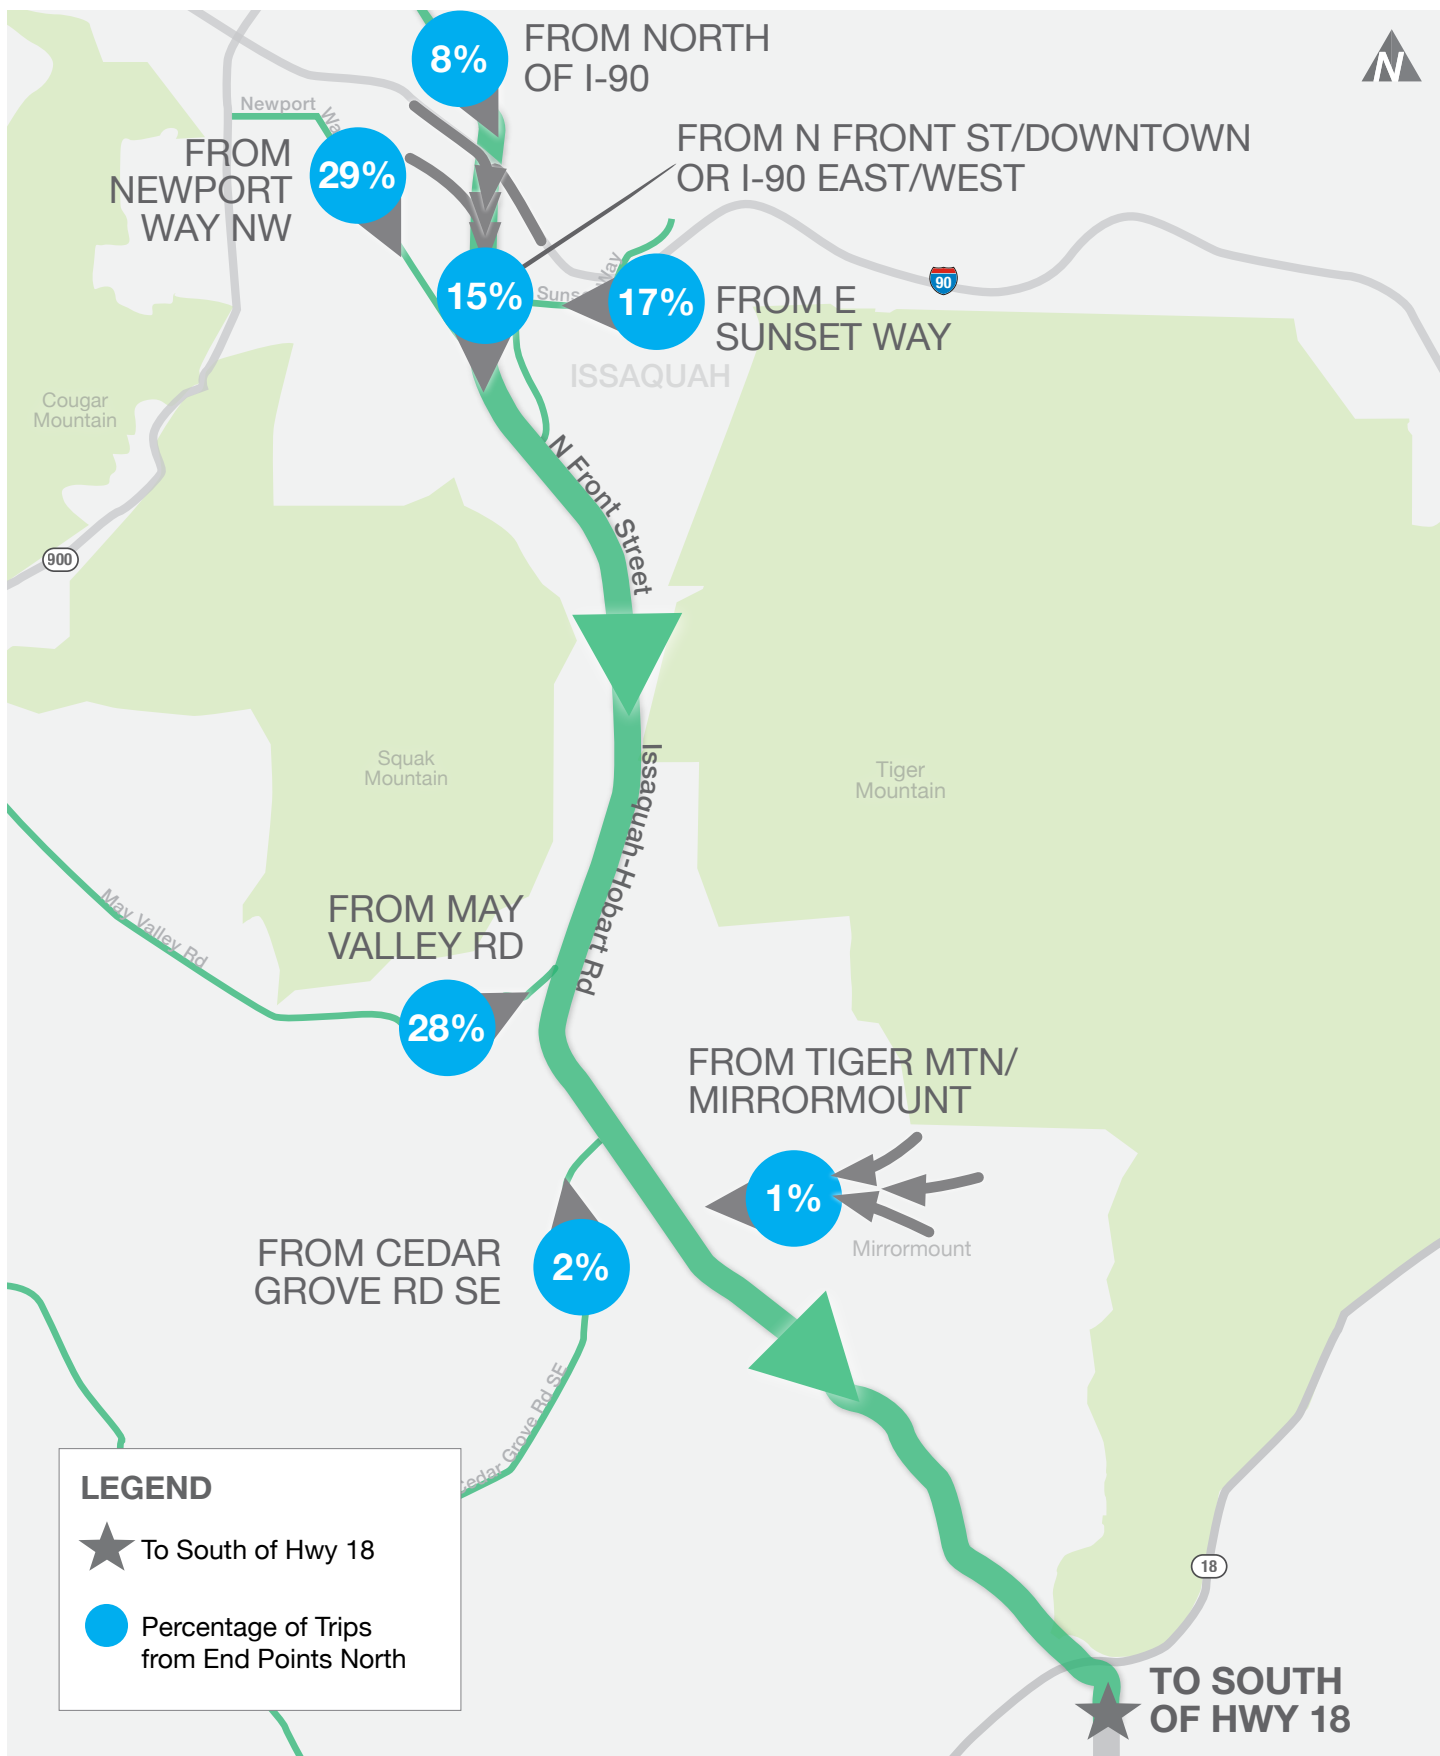 8%
FROM NORTH
OF I-90
N
Newport
Way
FROM
NEWPORT
WAY NW
29%
FROM N FRONT ST/DOWNTOWN
OR I-90 EAST/WEST
90
15%
Sunset Way
17%
FROM E
SUNSET WAY
ISSAQUAH
Cougar
Mountain
N Front Street
900
Squak
Mountain
Tiger
Mountain
Issaquah-Hobart Rd
May Valley Rd
FROM MAY
VALLEY RD
28%
FROM TIGER MTN/
MIRRORMOUNT
1%
Mirrormount
FROM CEDAR
GROVE RD SE
2%
Cedar Grove Rd SE
LEGEND
To South of Hwy 18
Percentage of Trips
from End Points North
18
TO SOUTH
OF HWY 18